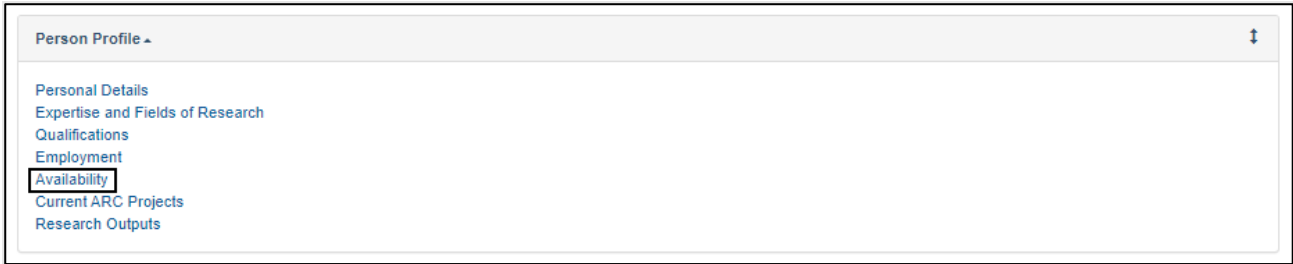 Person Profile
Personal Details
Expertise and Fields of Research
Qualifications
Employment
Availability
Current ARC Projects
Research Outputs